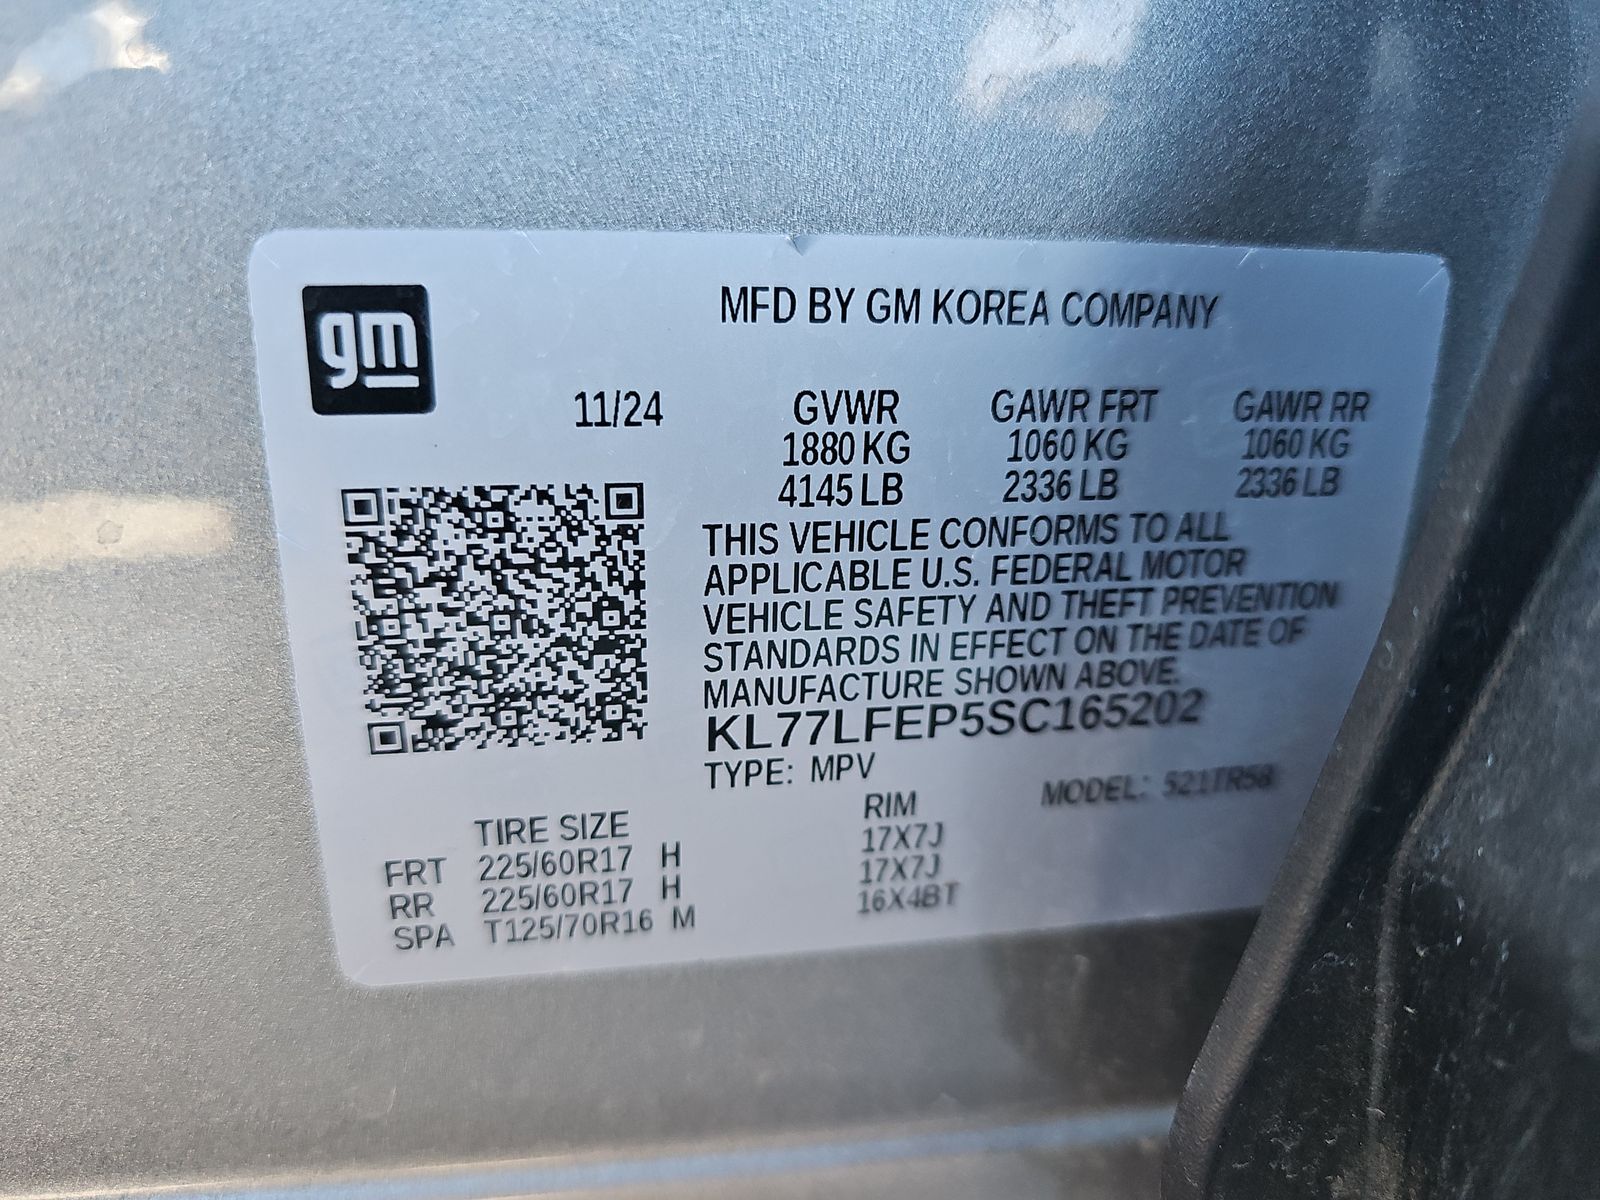 gm
MFD BY GM KOREA COMPANY
11/24 GVWR GAWR FRT GAWR RR
1880 KG 1060 KG 1060 KG
4145 LB 2336 LB 2336 LB
THIS VEHICLE CONFORMS TO ALL
APPLICABLE U.S. FEDERAL MOTOR
VEHICLE SAFETY AND THEFT PREVENTION
STANDARDS IN EFFECT ON THE DATE OF
MANUFACTURE SHOWN ABOVE.
KL77LFEP5SC165202
TYPE: MPV MODEL: 521TR58
TIRE SIZE RIM
FRT 225/60R17 H 17X7J
RR 225/60R17 H 17X7J
SPA T125/70R16 M 16X4BT